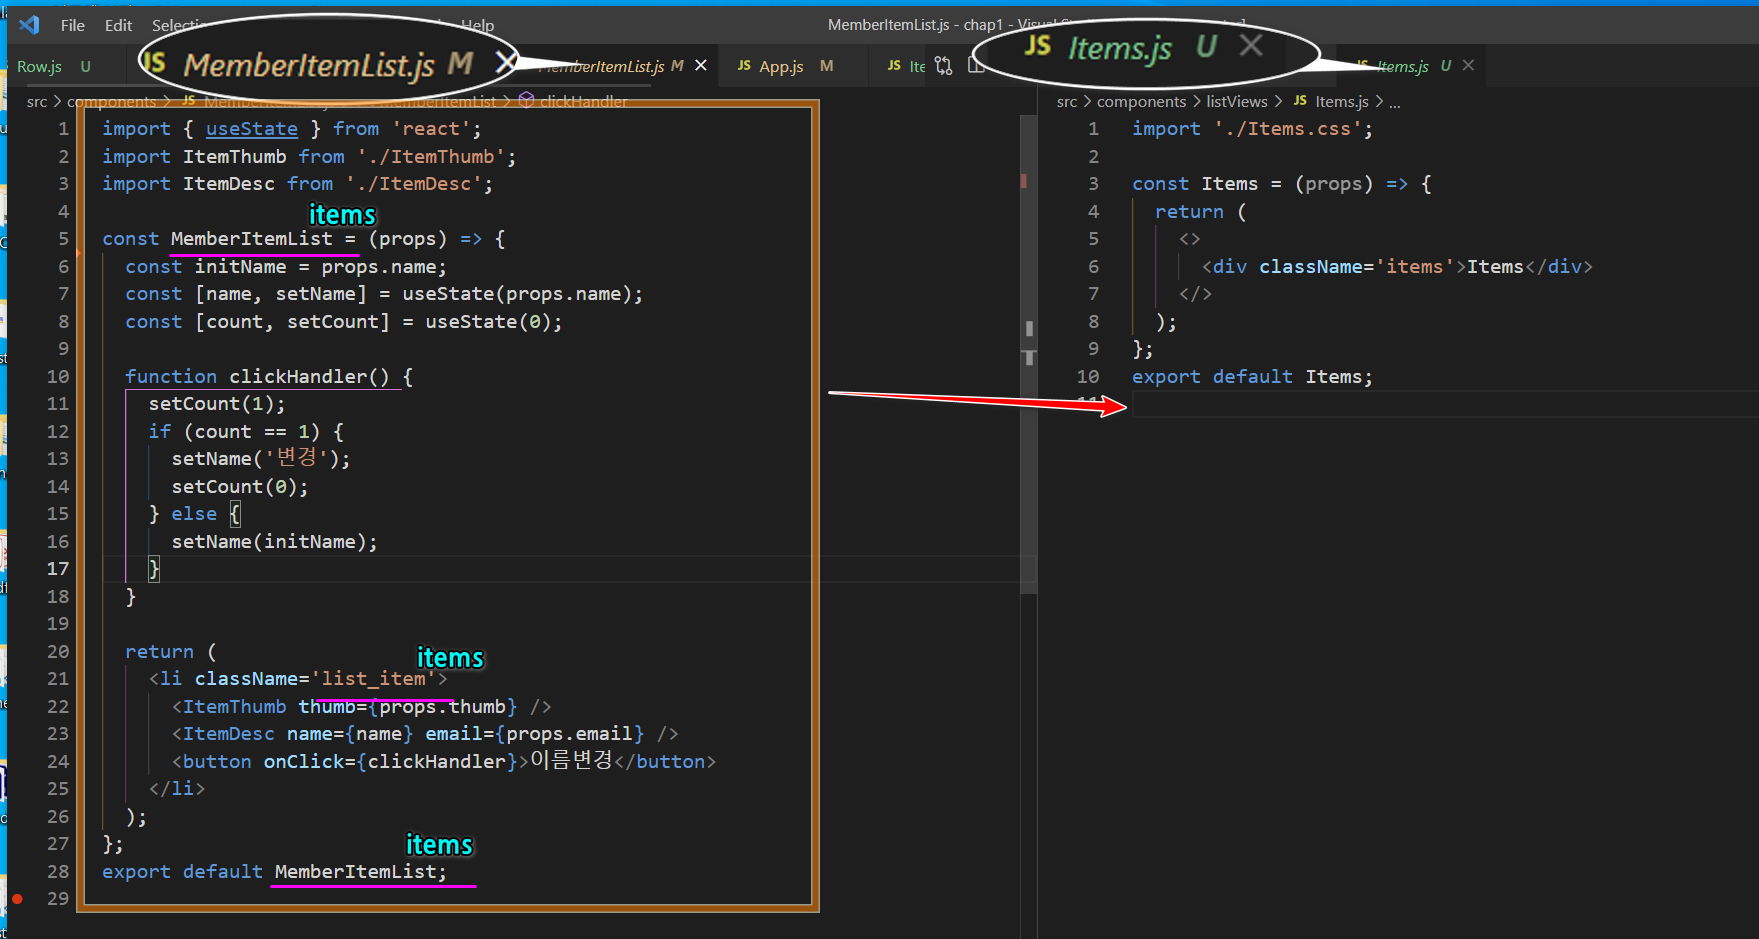 File Edit Selecti Help
MemberItemList.js - chap1 - Visual St
Row.js U
JS MemberItemList.js M
MemberItemList.js M
JS App.js M
JS Ite
JS Items.js U
Items.js U
src > components > JS
clickHandler
1 import { useState } from 'react';
2 import ItemThumb from './ItemThumb';
3 import ItemDesc from './ItemDesc';
4
items
5 const MemberItemList = (props) => {
6 const initName = props.name;
7 const [name, setName] = useState(props.name);
8 const [count, setCount] = useState(0);
9
10 function clickHandler() {
11 setCount(1);
12 if (count == 1) {
13 setName('변경');
14 setCount(0);
15 } else {
16 setName(initName);
17 }
18 }
19
20 return (
items
21 <li className='list_item'>
22 <ItemThumb thumb={props.thumb} />
23 <ItemDesc name={name} email={props.email} />
24 <button onClick={clickHandler}>이름변경</button>
25 </li>
26 );
27 };
items
28 export default MemberItemList;
29
src > components > listViews > JS Items.js > ...
1 import './Items.css';
2
3 const Items = (props) => {
4 return (
5 <>
6 <div className='items'>Items</div>
7 </>
8 );
9 };
10 export default Items;
11